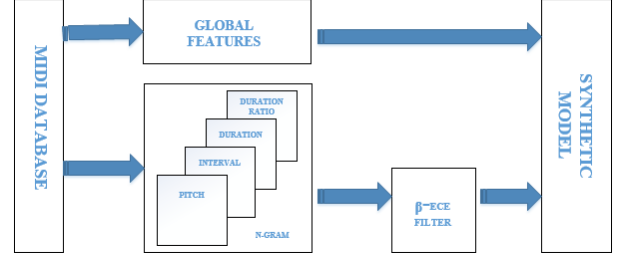 MIDI DATABASE
GLOBAL
FEATURES
DURATION
RATIO
DURATION
INTERVAL
PITCH
N-GRAM
β-ECE
FILTER
SYNTHETIC
MODEL